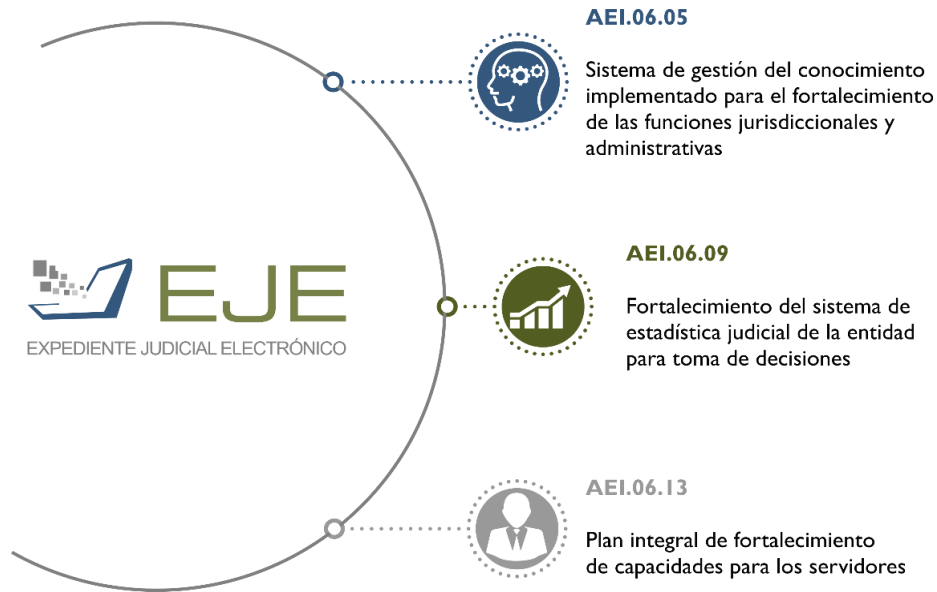 AEI.06.05
Sistema de gestión del conocimiento
implementado para el fortalecimiento
de las funciones jurisdiccionales y
administrativas
EJE
EXPEDIENTE JUDICIAL ELECTRÓNICO
AEI.06.09
Fortalecimiento del sistema de
estadística judicial de la entidad
para toma de decisiones
AEI.06.13
Plan integral de fortalecimiento
de capacidades para los servidores